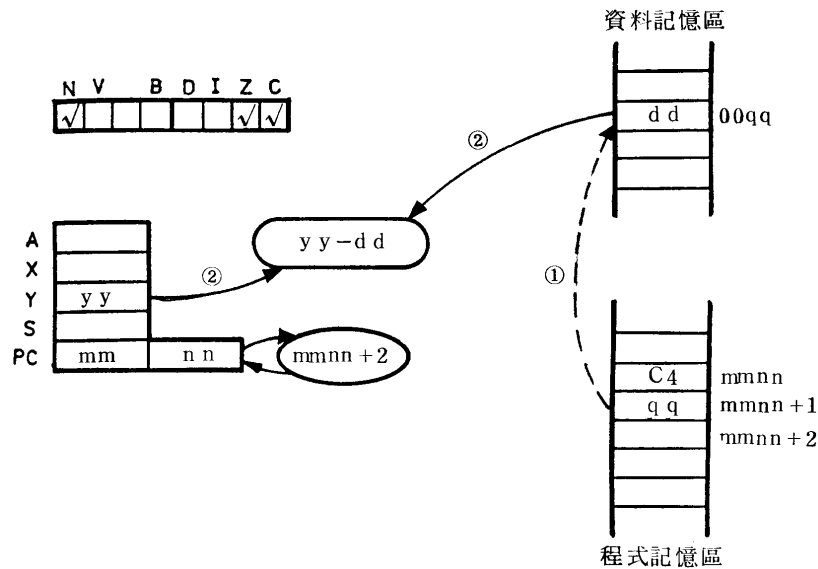 資料記憶區
N V B D I Z C
√ √ √
d d 00qq
②
y y - d d
A
X
②
①
Y y y
S
PC mm n n
mmnn + 2
C4 mmnn
q q mmnn + 1
mmnn + 2
程式記憶區